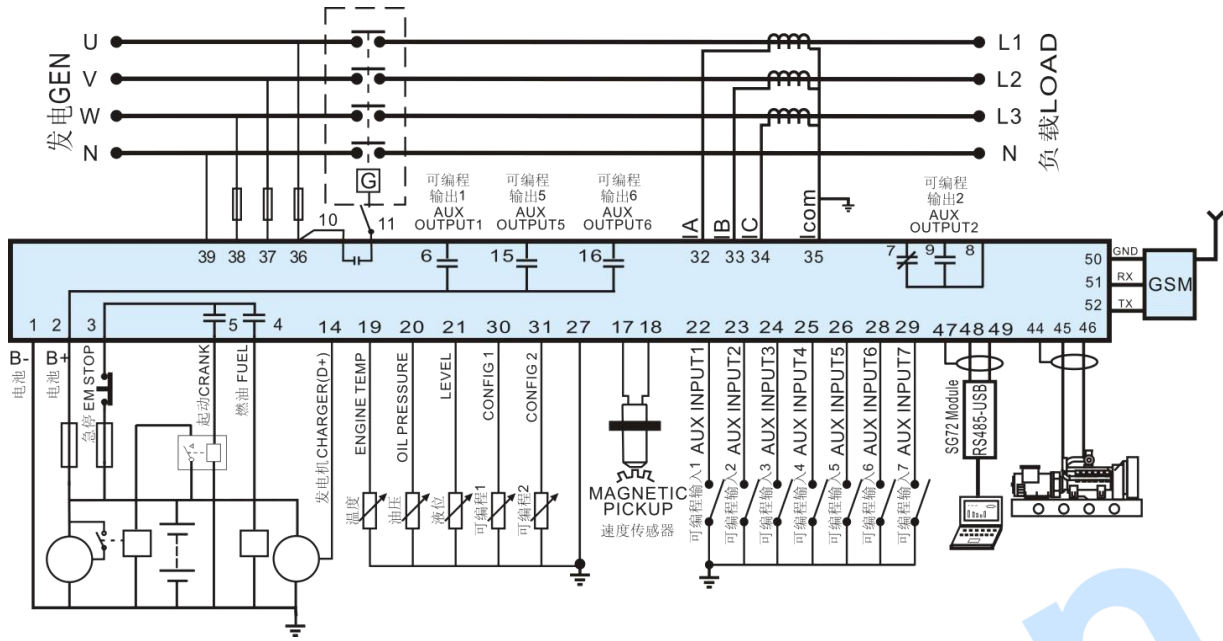 发电GEN
U
V
W
N
G
L1
L2
L3
N
负载LOAD
可编程
输出1
AUX
OUTPUT1
可编程
输出5
AUX
OUTPUT5
可编程
输出6
AUX
OUTPUT6
IA
IB
IC
Icom
可编程
输出2
AUX
OUTPUT2
39
38
37
36
10
11
6
15
16
32
33
34
35
7
9
8
50
51
52
GND
RX
TX
GSM
1
2
3
5
4
14
19
20
21
30
31
27
17
18
22
23
24
25
26
28
29
47
48
49
44
45
46
B-
电池
B+
电池
急停 EM STOP
起动CRANK
燃油 FUEL
发电机CHARGER(D+)
ENGINE TEMP
温度
OIL PRESSURE
油压
LEVEL
液位
CONFIG 1
可编程1
CONFIG 2
可编程2
MAGNETIC
PICKUP
速度传感器
可编程输入1 AUX INPUT1
可编程输入2 AUX INPUT2
可编程输入3 AUX INPUT3
可编程输入4 AUX INPUT4
可编程输入5 AUX INPUT5
可编程输入6 AUX INPUT6
可编程输入7 AUX INPUT7
SG72 Module
RS485-USB